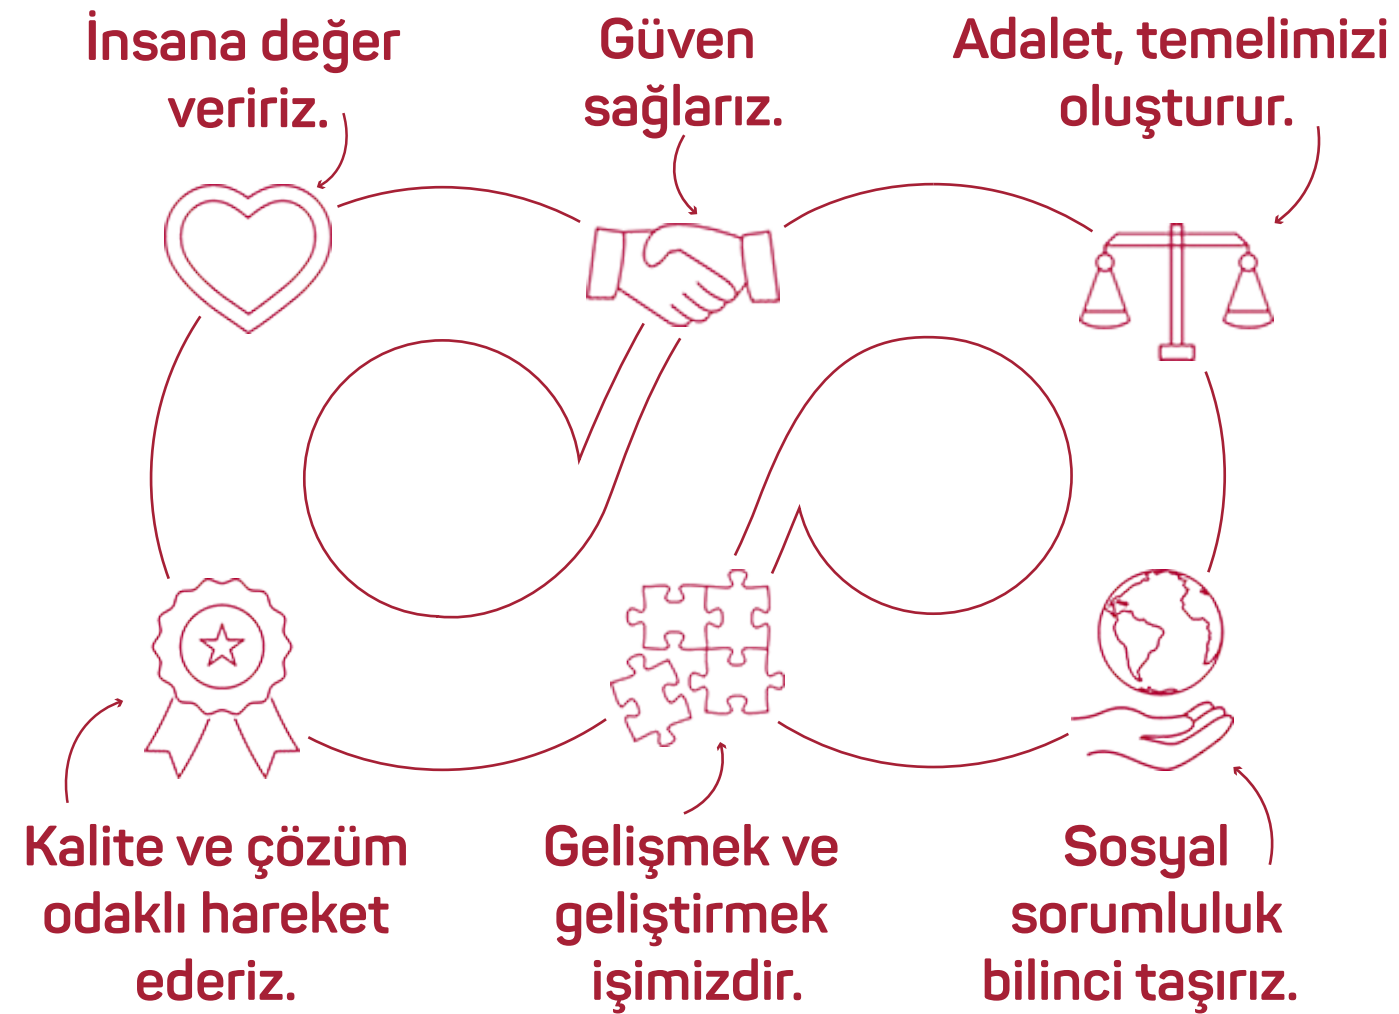 İnsana değer
veririz.
Güven
sağlarız.
Adalet, temelimizi
oluşturur.
Kalite ve çözüm
odaklı hareket
ederiz.
Gelişmek ve
geliştirmek
işimizdir.
Sosyal
sorumluluk
bilinci taşırız.